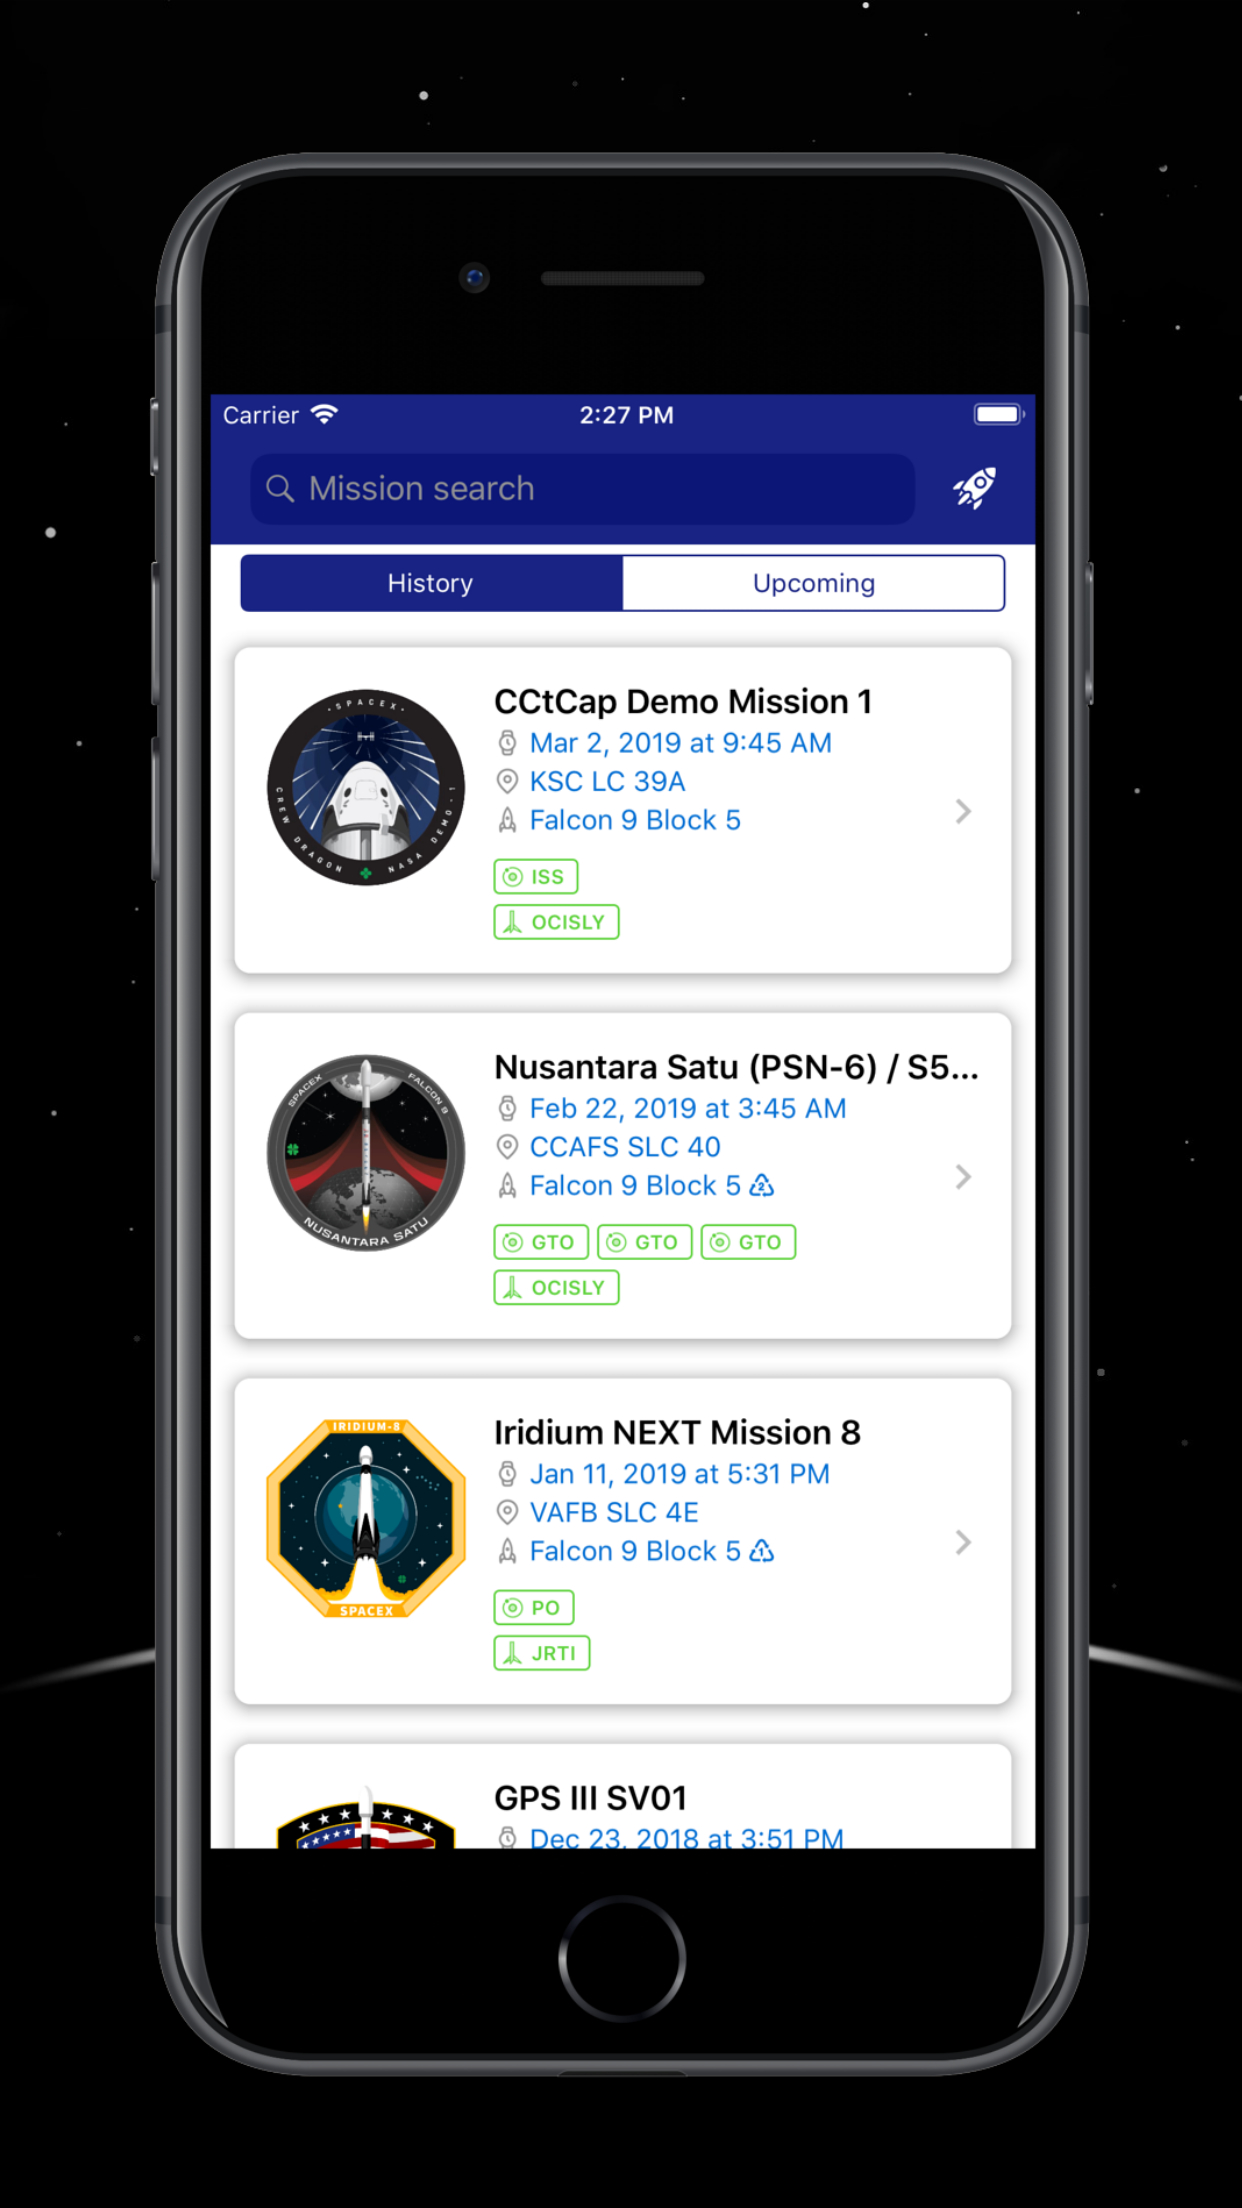 Carrier 2:27 PM
Mission search
History Upcoming
· SPACEX ·
CREW DRAGON NASA DEMO-1
CCtCap Demo Mission 1
Mar 2, 2019 at 9:45 AM
KSC LC 39A
Falcon 9 Block 5
ISS
OCISLY
SPACEX FALCON 9
NUSANTARA SATU
Nusantara Satu (PSN-6) / S5...
Feb 22, 2019 at 3:45 AM
CCAFS SLC 40
Falcon 9 Block 5 2
GTO GTO GTO
OCISLY
IRIDIUM-8
SPACEX
Iridium NEXT Mission 8
Jan 11, 2019 at 5:31 PM
VAFB SLC 4E
Falcon 9 Block 5 1
PO
JRTI
GPS III SV01
Dec 23, 2018 at 3:51 PM